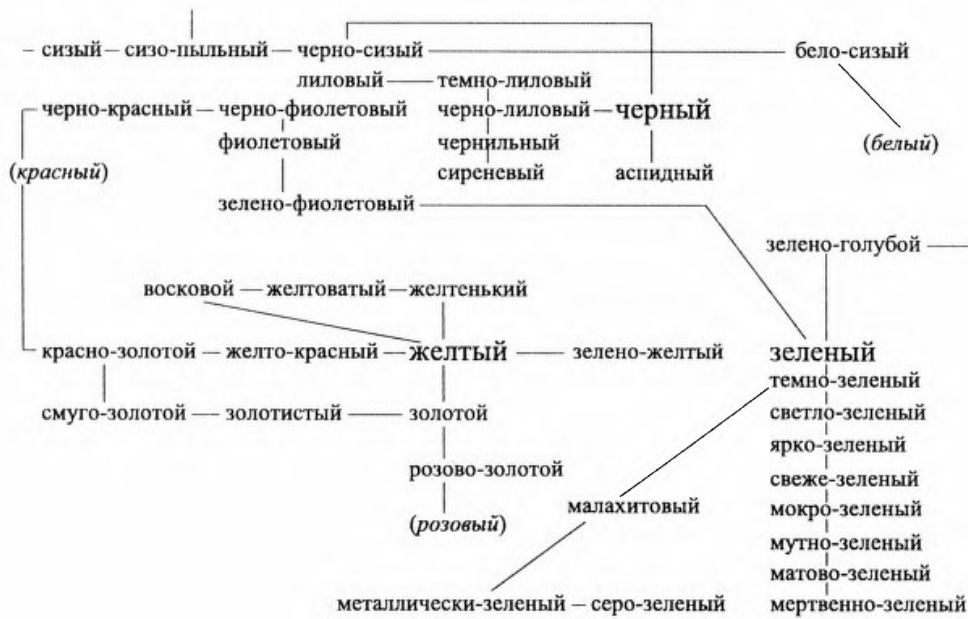 сизый сизо-пыльный черно-сизый бело-сизый
лиловый темно-лиловый
черно-красный черно-фиолетовый черно-лиловый черный
фиолетовый чернильный (белый)
(красный) сиреневый аспидный
зелено-фиолетовый
зелено-голубой
восковой желтоватый желтенький
красно-золотой желто-красный желтый зелено-желтый зеленый
темно-зеленый
смуго-золотой золотистый золотой светло-зеленый
ярко-зеленый
розово-золотой
свеже-зеленый
малахитовый мокро-зеленый
(розовый)
мутно-зеленый
матово-зеленый
металлически-зеленый – серо-зеленый мертвенно-зеленый